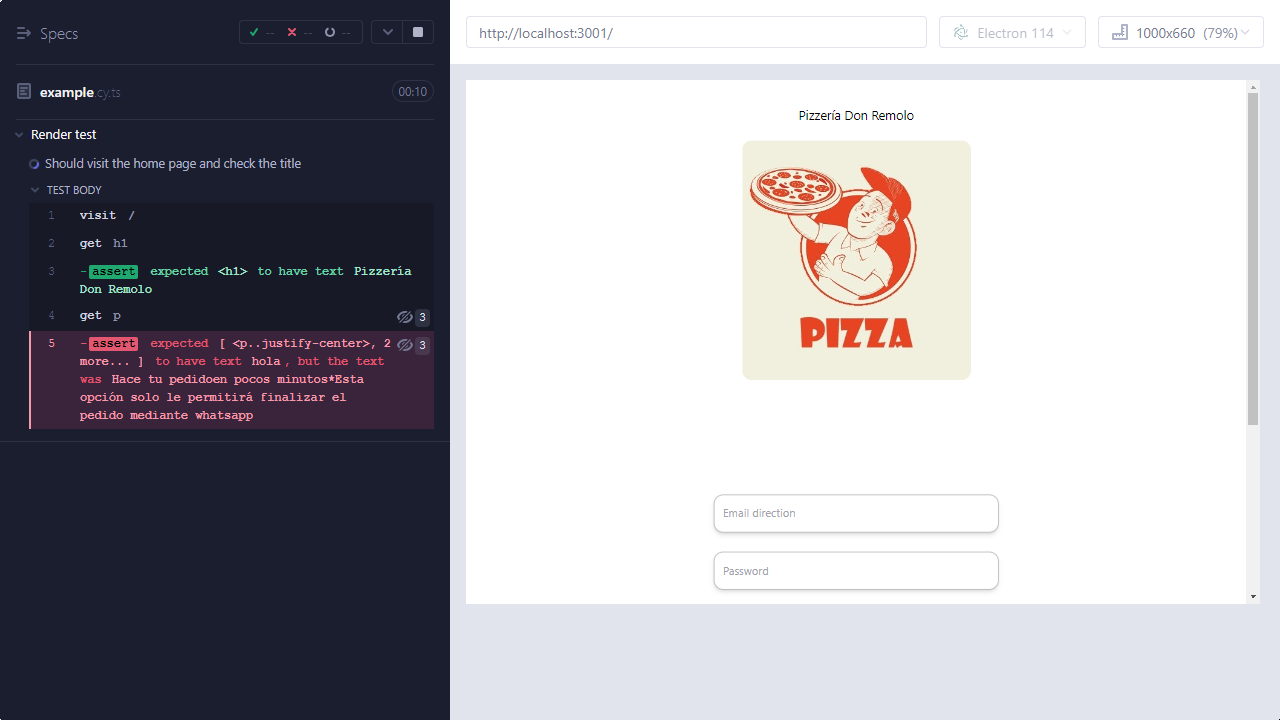 Specs
-- -- --
http://localhost:3001/
Electron 114
1000x660 (79%)
example.cy.ts
00:10
Render test
Should visit the home page and check the title
TEST BODY
1 visit /
2 get h1
3 -assert expected <h1> to have text Pizzería
Don Remolo
4 get p 3
5 -assert expected [ <p..justify-center>, 2 3
more... ] to have text hola, but the text
was Hace tu pedidoen pocos minutos*Esta
opción solo le permitirá finalizar el
pedido mediante whatsapp
Pizzería Don Remolo
PIZZA
Email direction
Password